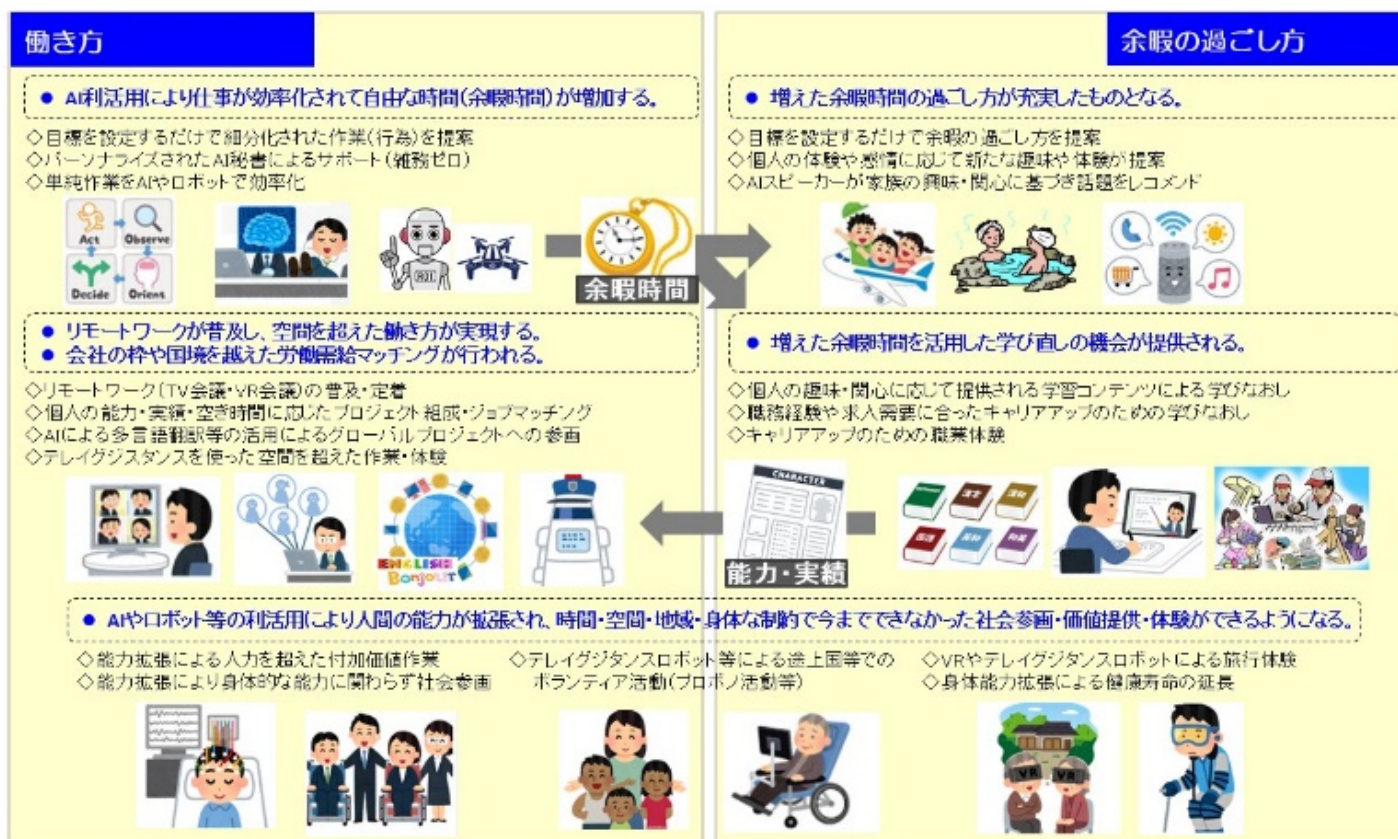 働き方
● AI利活用により仕事が効率化されて自由な時間(余暇時間)が増加する。
◇目標を設定するだけで細分化された作業(行為)を提案
◇パーソナライズされたAI秘書によるサポート(雑務ゼロ)
◇単純作業をAIやロボットで効率化
Act
Observe
Decide
Orient
余暇時間
● リモートワークが普及し、空間を超えた働き方が実現する。
● 会社の枠や国境を越えた労働需給マッチングが行われる。
◇リモートワーク(TV会議・VR会議)の普及・定着
◇個人の能力・実績・空き時間に応じたプロジェクト組成・ジョブマッチング
◇AIによる多言語翻訳等の活用によるグローバルプロジェクトへの参画
◇テレイグジスタンスを使った空間を超えた作業・体験
ENGLISH
Bonjour
余暇の過ごし方
● 増えた余暇時間の過ごし方が充実したものとなる。
◇目標を設定するだけで余暇の過ごし方を提案
◇個人の体験や感情に応じて新たな趣味や体験が提案
◇AIスピーカーが家族の興味・関心に基づき話題をレコメンド
● 増えた余暇時間を活用した学び直しの機会が提供される。
◇個人の趣味・関心に応じて提供される学習コンテンツによる学びなおし
◇職務経験や求人需要に合ったキャリアアップのための学びなおし
◇キャリアアップのための職業体験
CHARACTER
能力・実績
漢字
国語
● AIやロボット等の利活用により人間の能力が拡張され、時間・空間・地域・身体な制約で今までできなかった社会参画・価値提供・体験ができるようになる。
◇能力拡張による人力を超えた付加価値作業
◇能力拡張により身体的な能力に関わらず社会参画
◇テレイグジタンスロボット等による途上国等での
ボランティア活動(プロボノ活動等)
◇VRやテレイグジタンスロボットによる旅行体験
◇身体能力拡張による健康寿命の延長
VR
VR